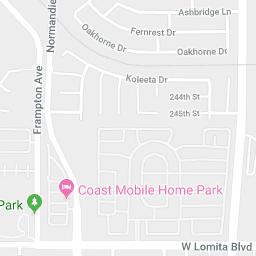 Ashbridge Ln
Normandie
Fernrest Dr
Oakhorne Dr
Oakhorne Dr
Frampton Ave
Koleeta Dr
244th St
245th St
Coast Mobile Home Park
Park
W Lomita Blvd